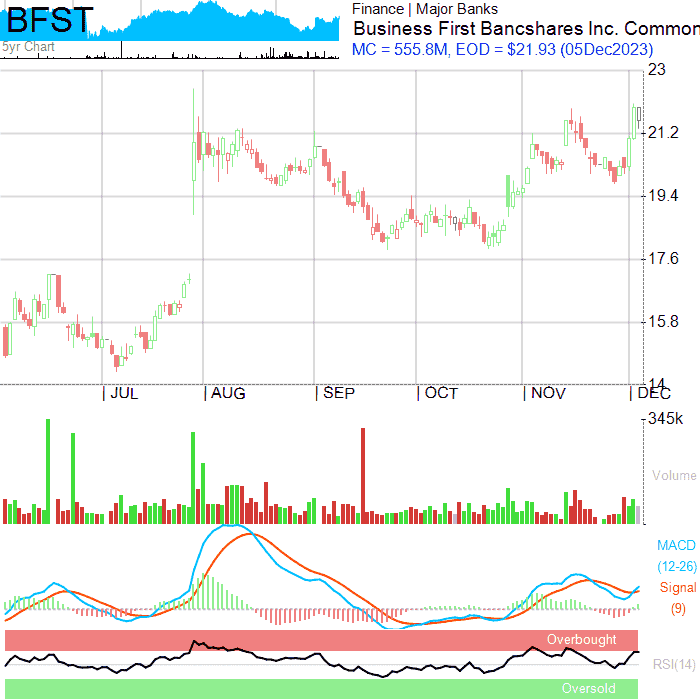 BFST
5yr Chart
Finance | Major Banks
Business First Bancshares Inc. Common
MC = 555.8M, EOD = $21.93 (05Dec2023)
23
21.2
19.4
17.6
15.8
14
| JUL | AUG | SEP | OCT | NOV | DEC
345k
Volume
MACD
(12-26)
Signal
(9)
Overbought
RSI(14)
Oversold